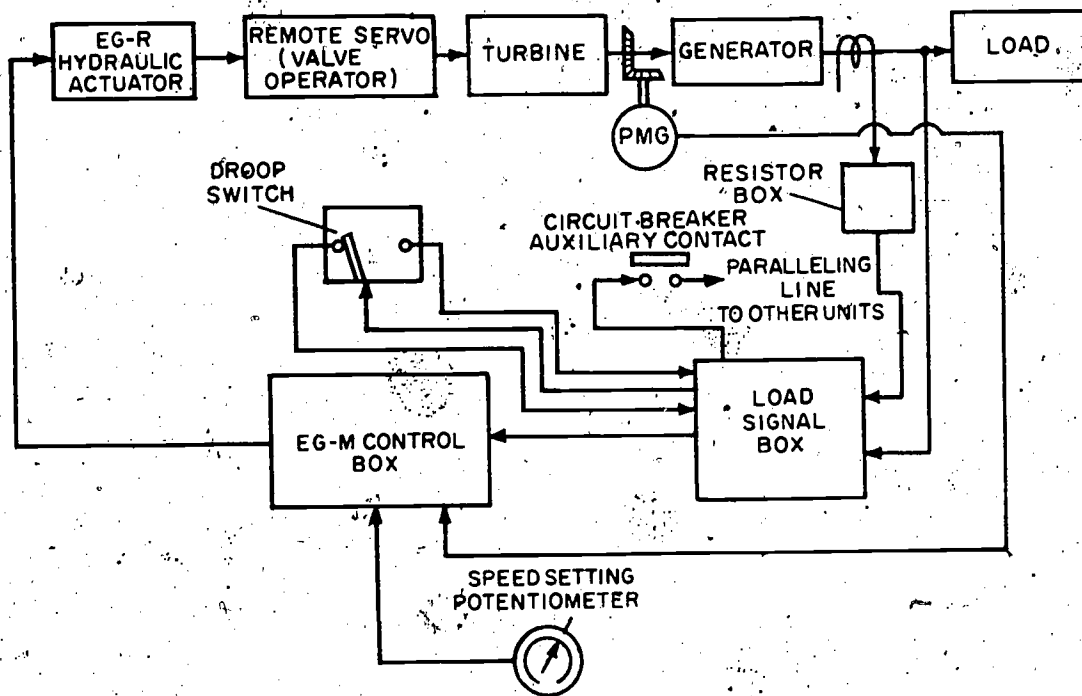 EG-R
HYDRAULIC
ACTUATOR
REMOTE SERVO
(VALVE
OPERATOR)
TURBINE
GENERATOR
LOAD.
PMG
DROOP
SWITCH
RESISTOR
BOX
CIRCUIT-BREAKER
AUXILIARY CONTACT
PARALLELING
LINE
TO OTHER UNITS
LOAD
SIGNAL
BOX
EG-M CONTROL
BOX
SPEED SETTING
POTENTIOMETER